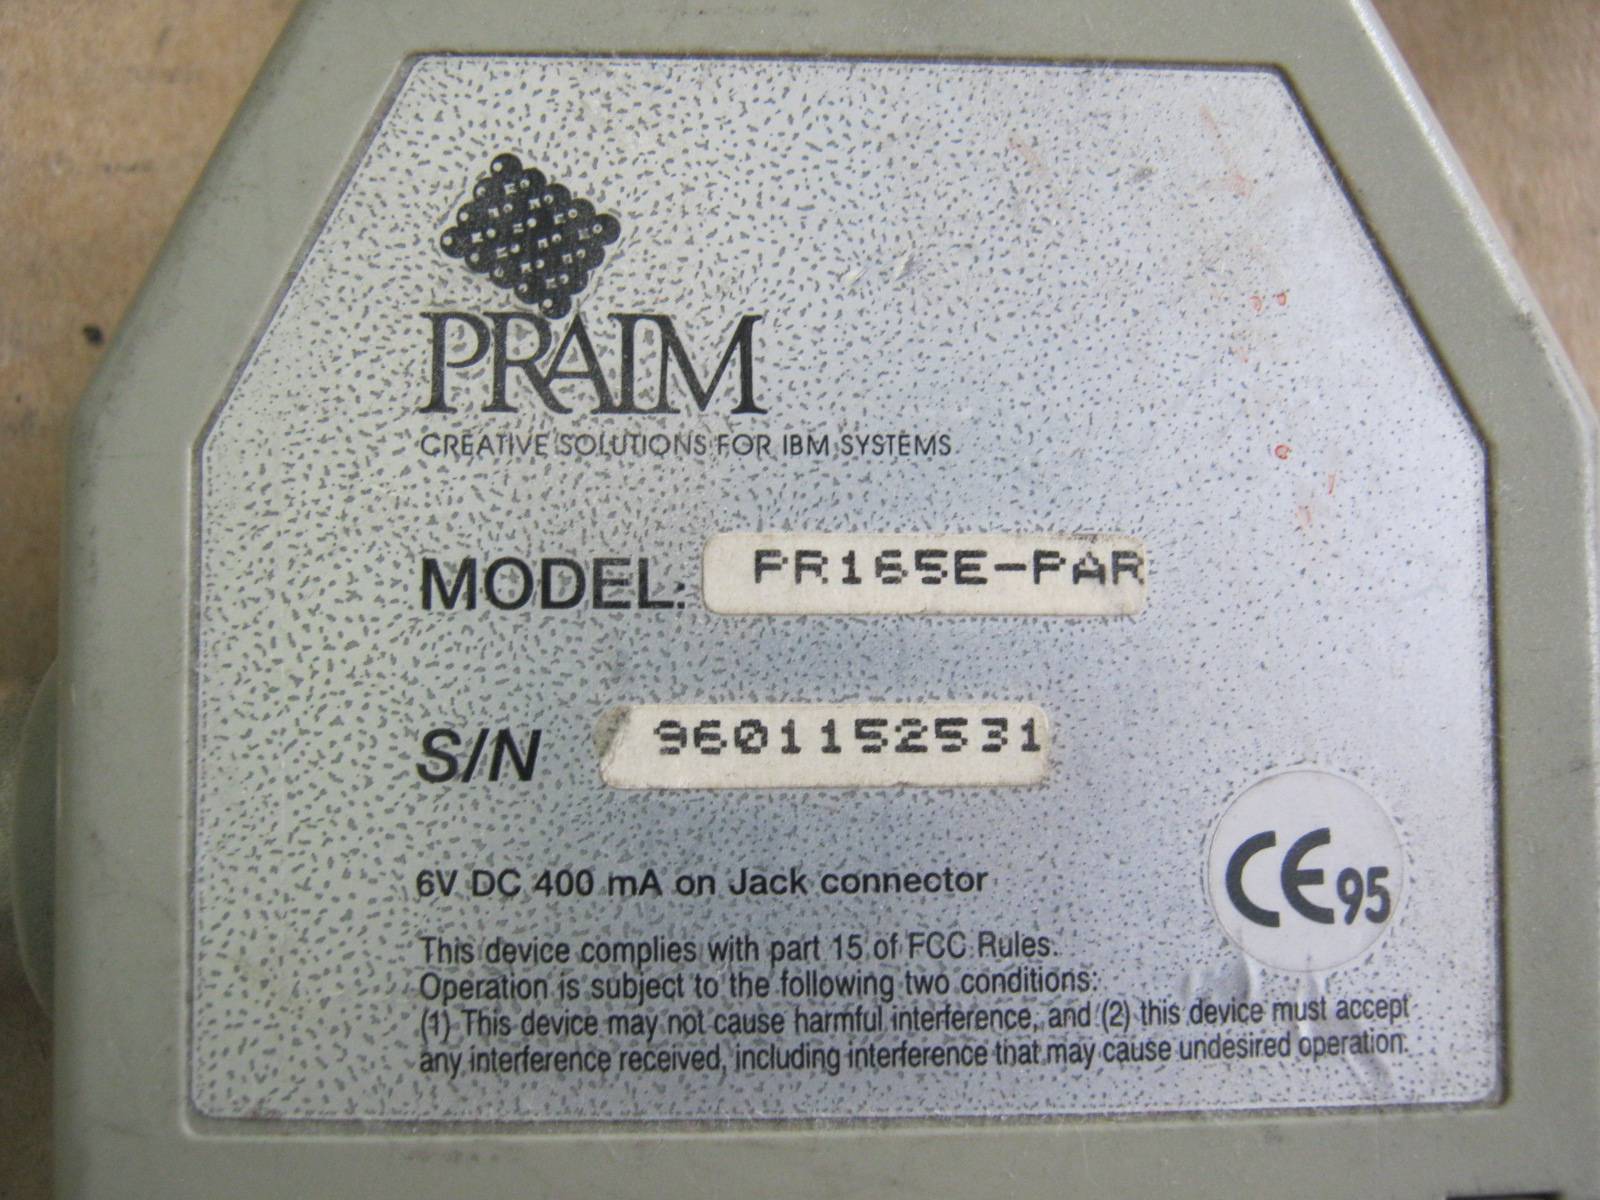 PRAIM
CREATIVE SOLUTIONS FOR IBM SYSTEMS
MODEL: PR165E-PAR
S/N 9601152531
CE95
6V DC 400 mA on Jack connector
This device complies with part 15 of FCC Rules.
Operation is subject to the following two conditions:
(1) This device may not cause harmful interference, and (2) this device must accept
any interference received, including interference that may cause undesired operation.